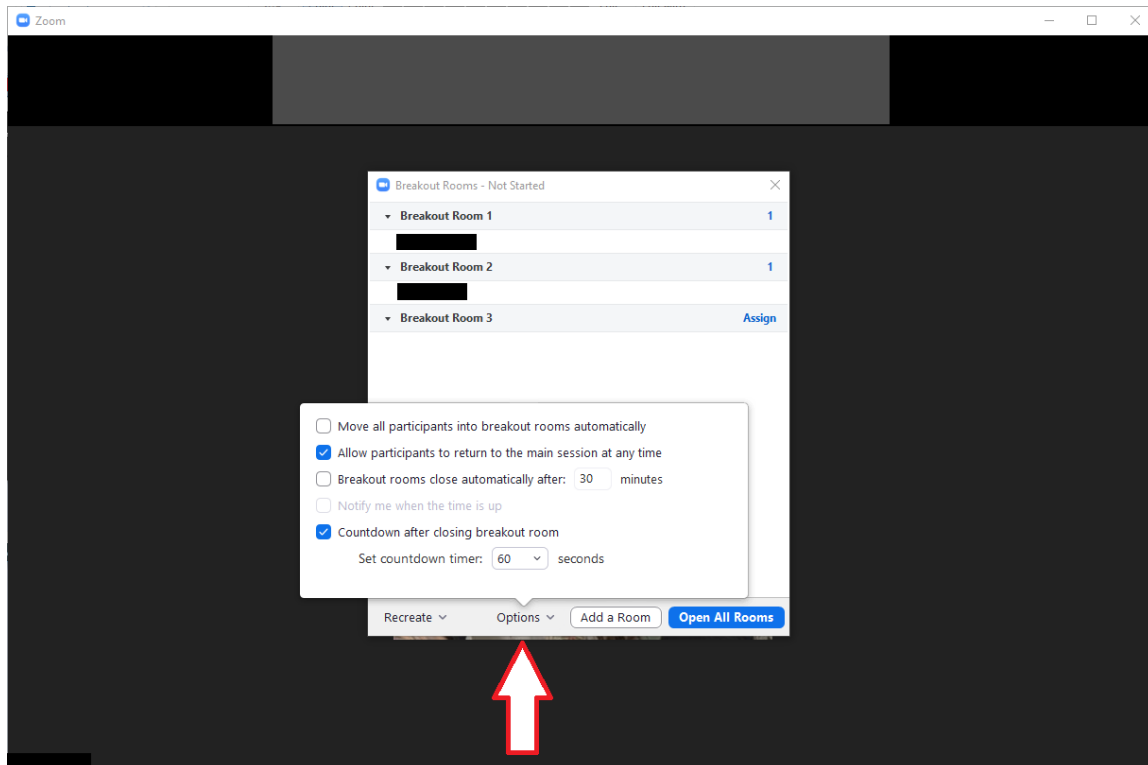 Zoom
Breakout Rooms - Not Started
Breakout Room 1 1
Breakout Room 2 1
Breakout Room 3 Assign
Move all participants into breakout rooms automatically
Allow participants to return to the main session at any time
Breakout rooms close automatically after: 30 minutes
Notify me when the time is up
Countdown after closing breakout room
Set countdown timer: 60 seconds
Recreate Options Add a Room Open All Rooms